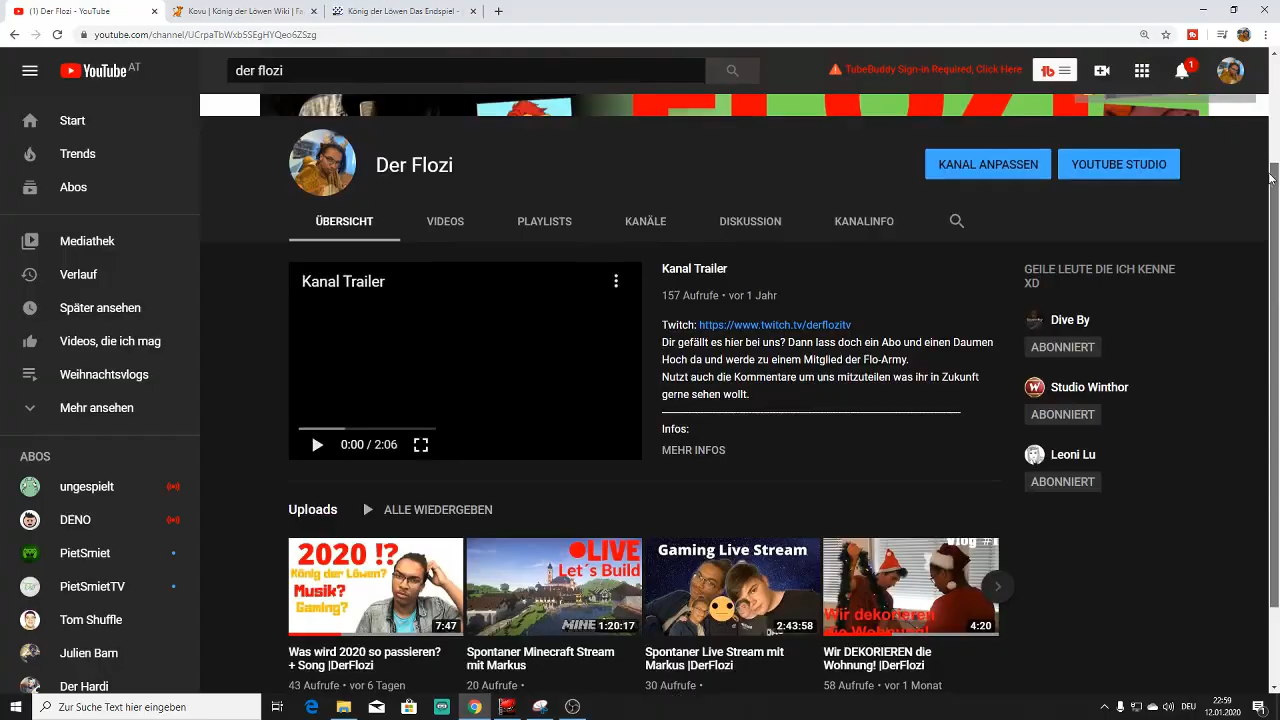 (1) Der Flozi - YouTube
Kovu | König der Löwen Wiki | Fa
König der Löwen: Das Endspiel -
youtube.com/channel/UCrpaTbWxb5SEgHYQeo6ZSzg
YouTube AT
der flozi
TubeBuddy Sign-in Required, Click Here
1
Start
Trends
Abos
Mediathek
Verlauf
Später ansehen
Videos, die ich mag
Weihnachtsvlogs
Mehr ansehen
ABOS
ungespielt
DENO
PietSmiet
PietSmietTV
Tom Shuffle
Julien Bam
Der Hardi
Der Flozi
KANAL ANPASSEN
YOUTUBE STUDIO
ÜBERSICHT
VIDEOS
PLAYLISTS
KANÄLE
DISKUSSION
KANALINFO
Kanal Trailer
0:00 / 2:06
Kanal Trailer
157 Aufrufe • vor 1 Jahr
Twitch: https://www.twitch.tv/derflozitv
Dir gefällt es hier bei uns? Dann lass doch ein Abo und einen Daumen
Hoch da und werde zu einem Mitglied der Flo-Army.
Nutzt auch die Kommentare um uns mitzuteilen was ihr in Zukunft
gerne sehen wollt.
Infos:
MEHR INFOS
GEILE LEUTE DIE ICH KENNE
XD
Dive By
ABONNIERT
Studio Winthor
ABONNIERT
Leoni Lu
ABONNIERT
Uploads
ALLE WIEDERGEBEN
2020 !?
König der Löwen?
Musik?
Gaming?
7:47
Was wird 2020 so passieren?
+ Song |DerFlozi
43 Aufrufe • vor 6 Tagen
LIVE
Let´s Build
MINE
1:20:17
Spontaner Minecraft Stream
mit Markus
20 Aufrufe •
Gaming Live Stream
2:43:58
Spontaner Live Stream mit
Markus |DerFlozi
30 Aufrufe •
Vlog #1
Wir dekorieren
die Wohnung!
4:20
Wir DEKORIEREN die
Wohnung! |DerFlozi
58 Aufrufe • vor 1 Monat
Zur Suche Text hier eingeben
DEU
22:59
12.01.2020